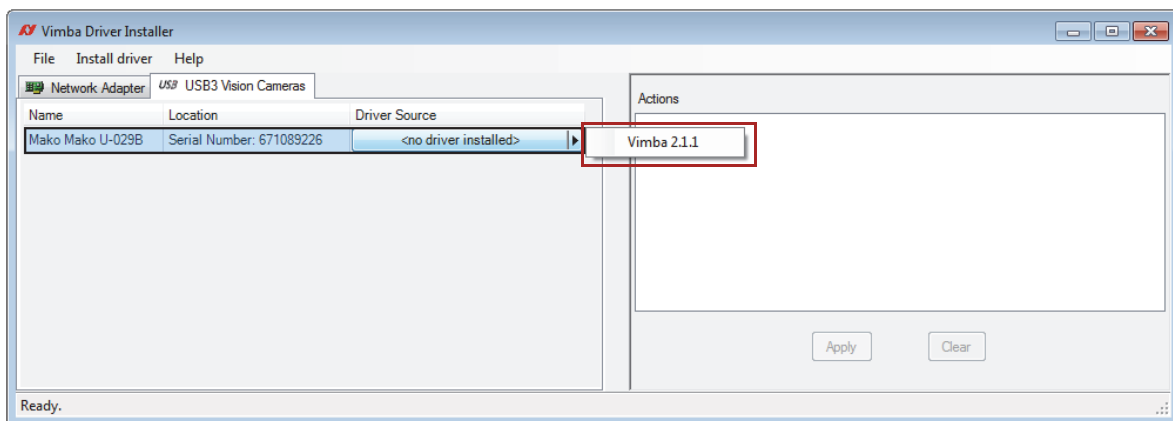 Vimba Driver Installer
File Install driver Help
Network Adapter USB USB3 Vision Cameras
Actions
Name Location Driver Source
Mako Mako U-029B Serial Number: 671089226 <no driver installed> Vimba 2.1.1
Apply Clear
Ready.